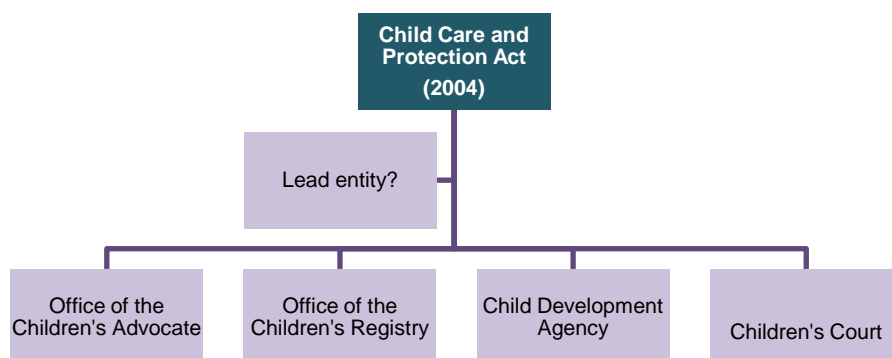 Child Care and
Protection Act
(2004)
Lead entity?
Office of the
Children's Advocate
Office of the
Children's Registry
Child Development
Agency
Children's Court